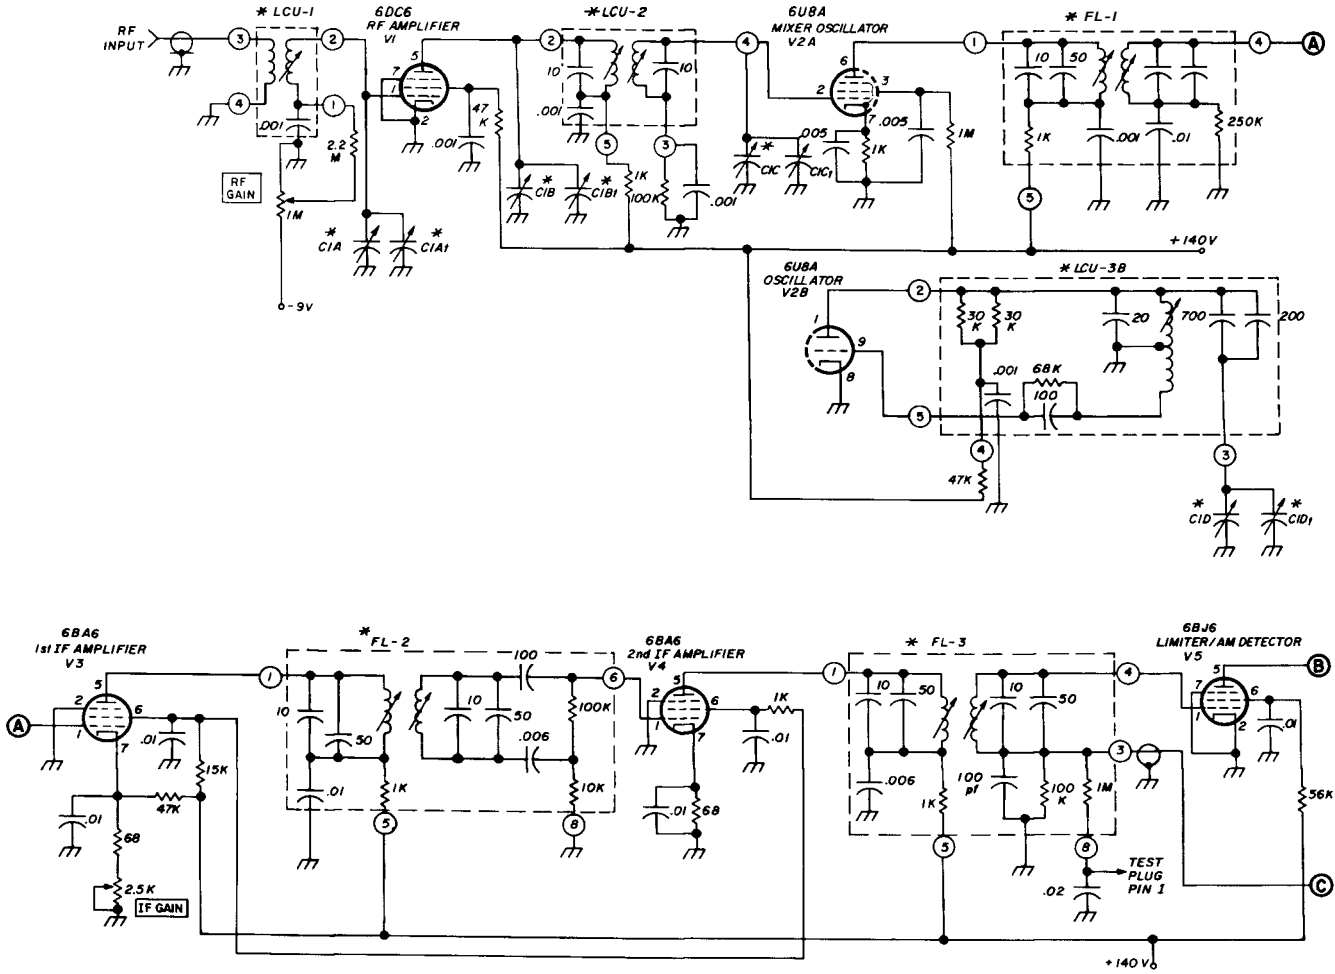 * LCU-1
6DC6
RF AMPLIFIER
V1
* LCU-2
6U8A
MIXER OSCILLATOR
V2A
* FL-1
RF
INPUT
3
2
5
2
4
6
1
4
A
7
1
2
10
10
2
3
7
10
50
4
1
.001
2.2
M
.001
47
K
.001
5
3
.005
.005
1K
1M
1K
.001
.01
250K
RF
GAIN
1M
* C1A
* C1A1
* C1B
* C1B1
1K
100K
.001
* C1C
C1C1
5
-9V
+140V
6U8A
OSCILLATOR
V2B
* LCU-3B
2
1
9
8
30
K
30
K
20
700
200
.001
68K
100
5
4
47K
3
* C1D
* C1D1
6BA6
1st IF AMPLIFIER
V3
* FL-2
6BA6
2nd IF AMPLIFIER
V4
* FL-3
6BJ6
LIMITER/AM DETECTOR
V5
5
1
100
6
5
1
4
5
B
2
6
1
7
10
50
10
50
100K
2
1
6
7
1K
10
50
10
50
7
1
6
2
A
.01
15K
.006
.01
3
.01
47K
.01
1K
10K
.01
68
.006
1K
100
pf
100
K
1M
56K
.01
68
5
8
5
8
2.5K
IF GAIN
.02
TEST
PLUG
PIN 1
C
+140V